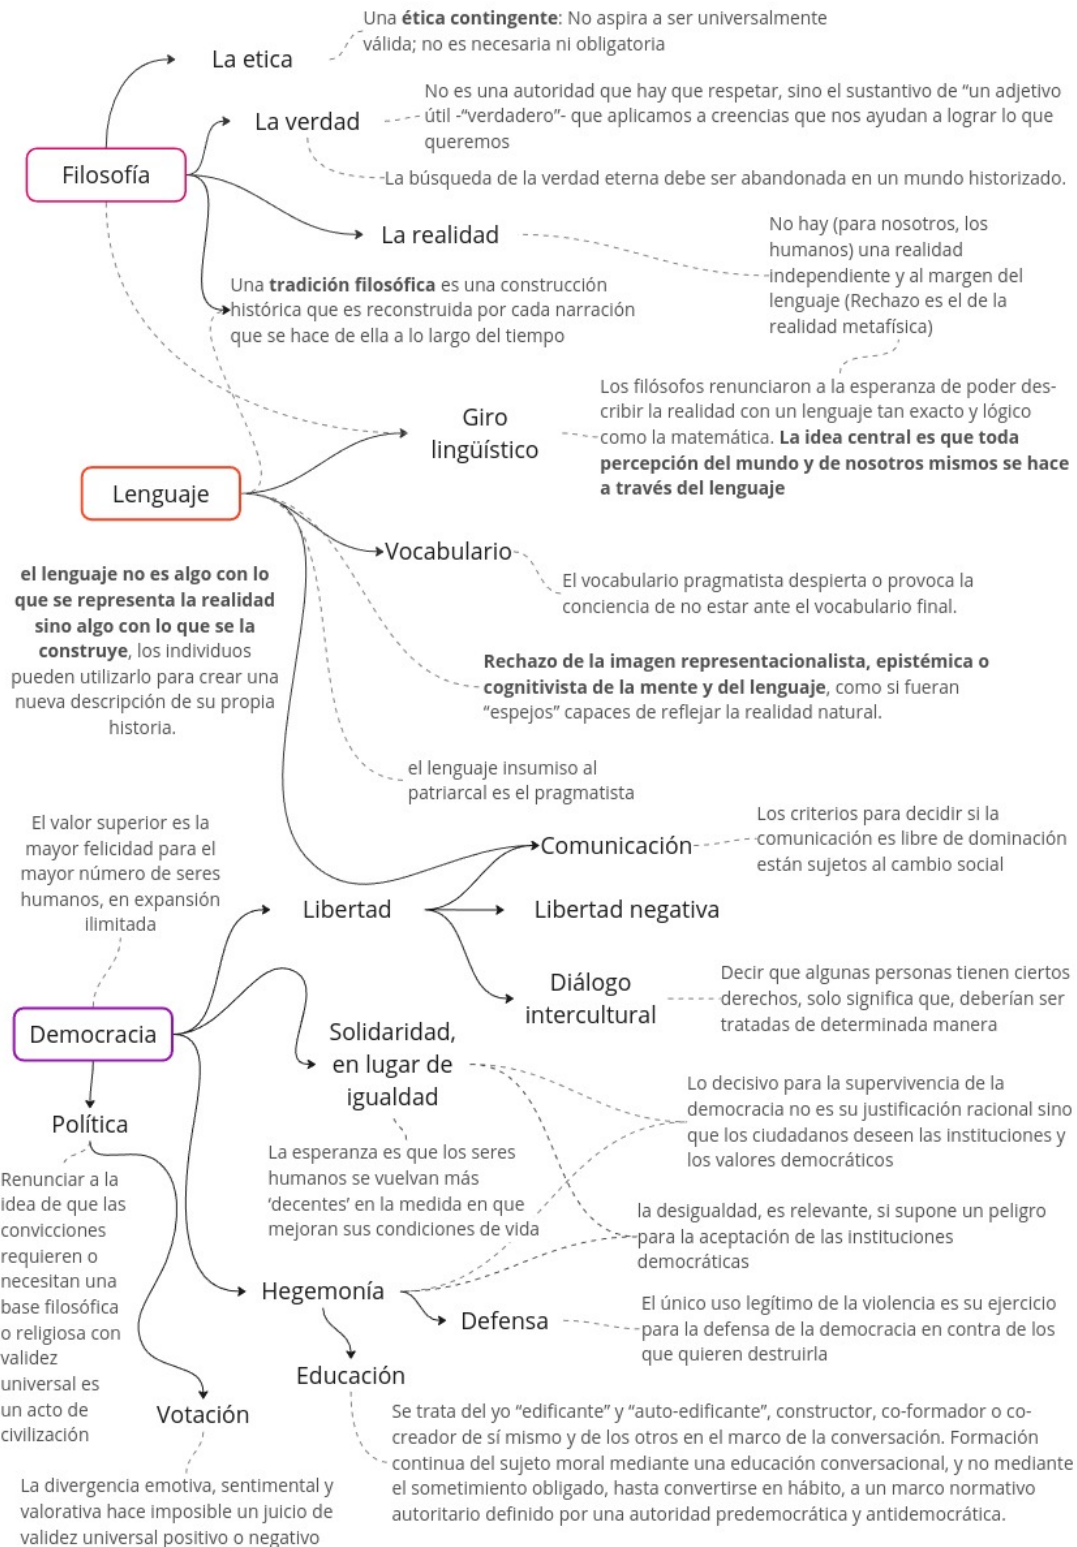 Una ética contingente: No aspira a ser universalmente
válida; no es necesaria ni obligatoria
La etica
No es una autoridad que hay que respetar, sino el sustantivo de “un adjetivo
útil -“verdadero”- que aplicamos a creencias que nos ayudan a lograr lo que
queremos
La verdad
La búsqueda de la verdad eterna debe ser abandonada en un mundo historizado.
Filosofía
La realidad
No hay (para nosotros, los
humanos) una realidad
independiente y al margen del
lenguaje (Rechazo es el de la
realidad metafísica)
Una tradición filosófica es una construcción
histórica que es reconstruida por cada narración
que se hace de ella a lo largo del tiempo
Giro
lingüístico
Los filósofos renunciaron a la esperanza de poder des-
cribir la realidad con un lenguaje tan exacto y lógico
como la matemática. La idea central es que toda
percepción del mundo y de nosotros mismos se hace
a través del lenguaje
Lenguaje
Vocabulario
El vocabulario pragmatista despierta o provoca la
conciencia de no estar ante el vocabulario final.
el lenguaje no es algo con lo
que se representa la realidad
sino algo con lo que se la
construye, los individuos
pueden utilizarlo para crear una
nueva descripción de su propia
historia.
Rechazo de la imagen representacionalista, epistémica o
cognitivista de la mente y del lenguaje, como si fueran
“espejos” capaces de reflejar la realidad natural.
el lenguaje insumiso al
patriarcal es el pragmatista
El valor superior es la
mayor felicidad para el
mayor número de seres
humanos, en expansión
ilimitada
Comunicación
Los criterios para decidir si la
comunicación es libre de dominación
están sujetos al cambio social
Libertad
Libertad negativa
Diálogo
intercultural
Decir que algunas personas tienen ciertos
derechos, solo significa que, deberían ser
tratadas de determinada manera
Democracia
Solidaridad,
en lugar de
igualdad
Lo decisivo para la supervivencia de la
democracia no es su justificación racional sino
que los ciudadanos deseen las instituciones y
los valores democráticos
Política
La esperanza es que los seres
humanos se vuelvan más
‘decentes’ en la medida en que
mejoran sus condiciones de vida
Renunciar a la
idea de que las
convicciones
requieren o
necesitan una
base filosófica
o religiosa con
validez
universal es
un acto de
civilización
la desigualdad, es relevante, si supone un peligro
para la aceptación de las instituciones
democráticas
Hegemonía
Defensa
El único uso legítimo de la violencia es su ejercicio
para la defensa de la democracia en contra de los
que quieren destruirla
Educación
Votación
Se trata del yo “edificante” y “auto-edificante”, constructor, co-formador o co-
creador de sí mismo y de los otros en el marco de la conversación. Formación
continua del sujeto moral mediante una educación conversacional, y no mediante
el sometimiento obligado, hasta convertirse en hábito, a un marco normativo
autoritario definido por una autoridad predemocrática y antidemocrática.
La divergencia emotiva, sentimental y
valorativa hace imposible un juicio de
validez universal positivo o negativo